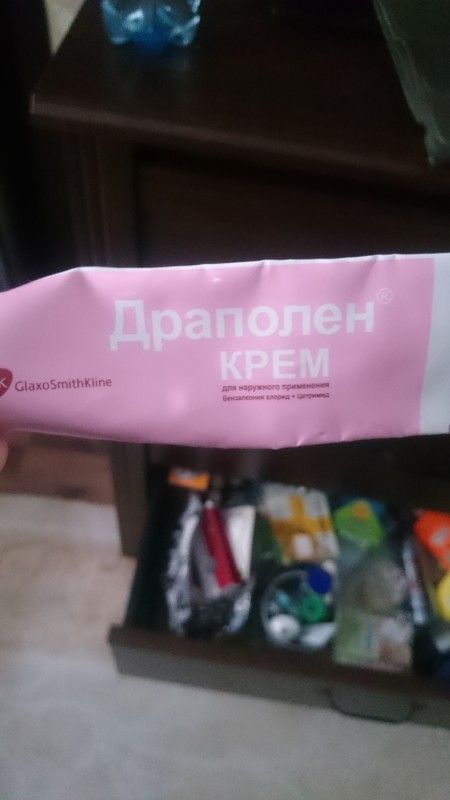 Драполен®
КРЕМ
для наружного применения
Бензалкония хлорид + Цетримид
GlaxoSmithKline